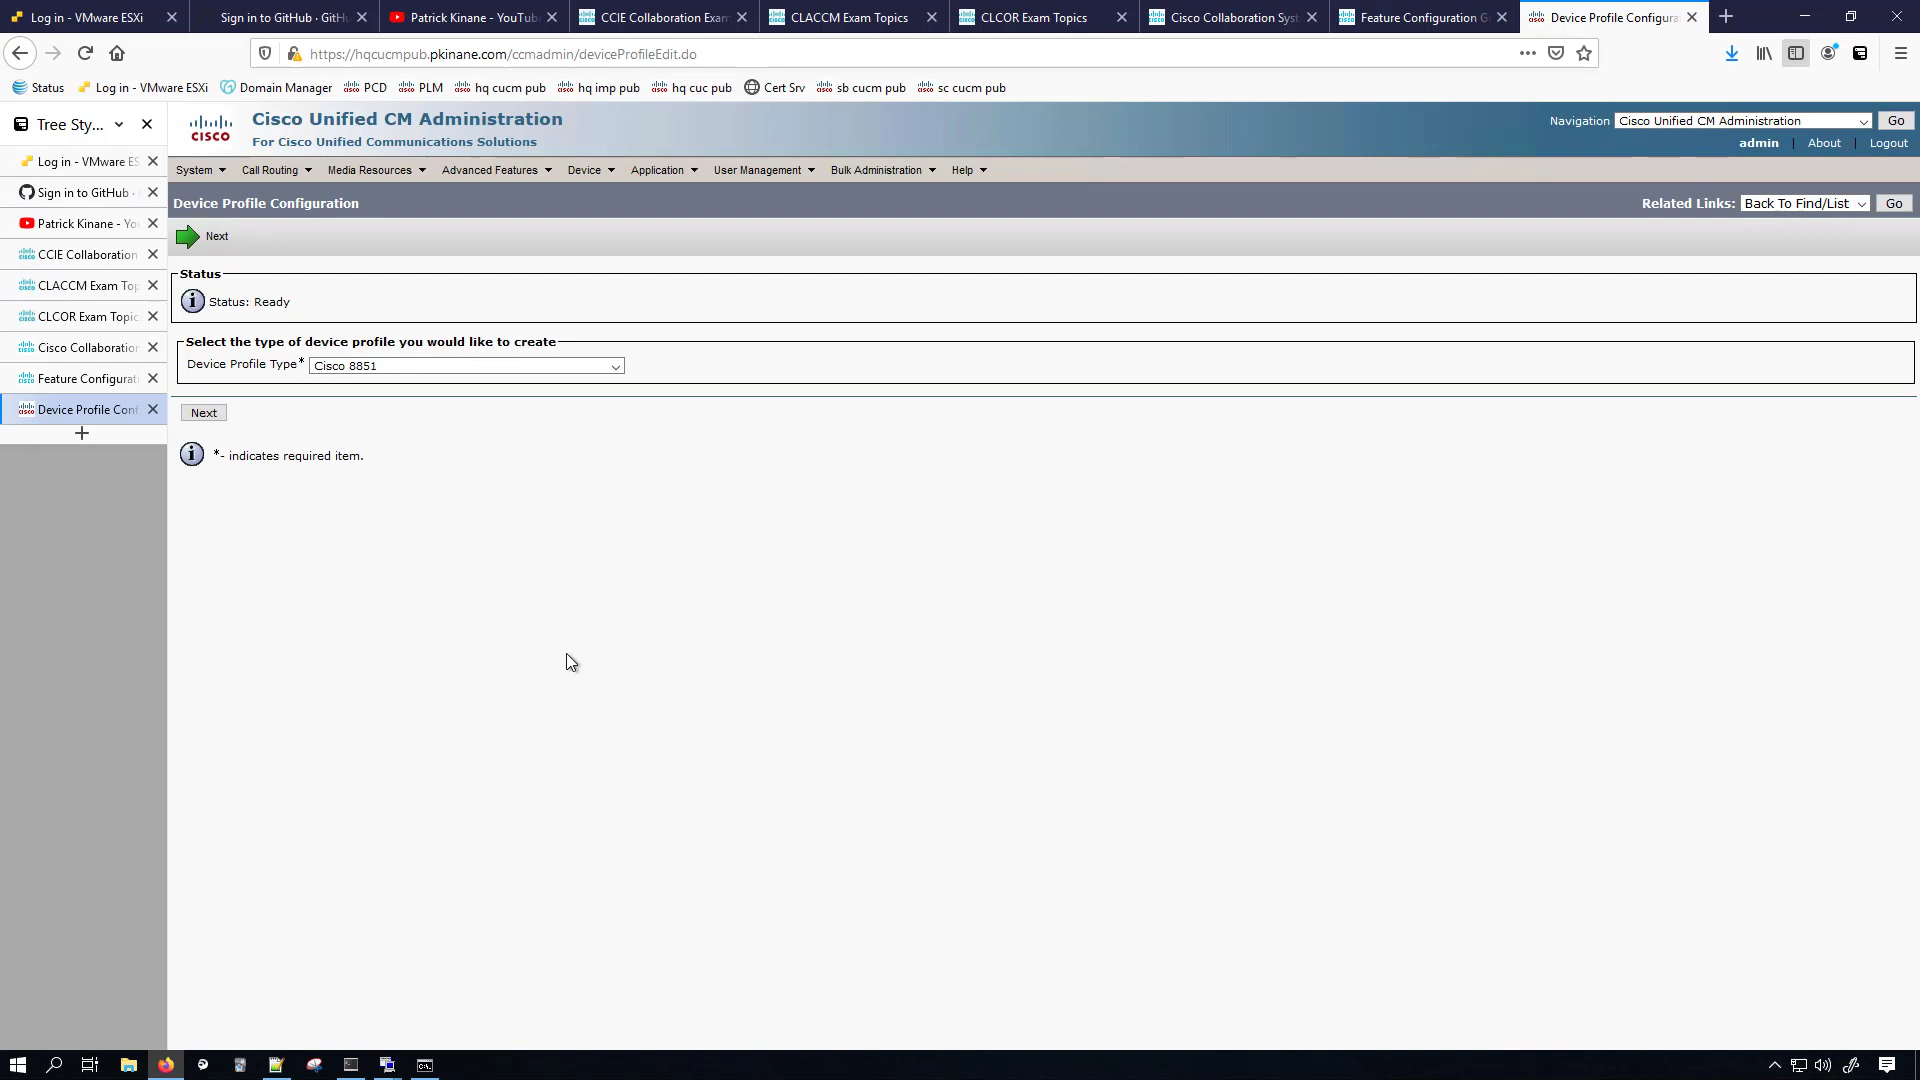 Log in - VMware ESXi
Sign in to GitHub · GitHu
Patrick Kinane - YouTube
CCIE Collaboration Exam
CLACCM Exam Topics
CLCOR Exam Topics
Cisco Collaboration Syst
Feature Configuration G
Device Profile Configura
https://hqcucmpub.pkinane.com/ccmadmin/deviceProfileEdit.do
Status
Log in - VMware ESXi
Domain Manager
PCD
PLM
hq cucm pub
hq imp pub
hq cuc pub
Cert Srv
sb cucm pub
sc cucm pub
Tree Sty...
Log in - VMware ES
Sign in to GitHub ·
Patrick Kinane - Yo
CCIE Collaboration
CLACCM Exam Top
CLCOR Exam Topic
Cisco Collaboration
Feature Configurat
Device Profile Conf
CISCO
Cisco Unified CM Administration
For Cisco Unified Communications Solutions
Navigation Cisco Unified CM Administration Go
admin | About | Logout
System Call Routing Media Resources Advanced Features Device Application User Management Bulk Administration Help
Device Profile Configuration
Related Links: Back To Find/List Go
Next
Status
Status: Ready
Select the type of device profile you would like to create
Device Profile Type* Cisco 8851
Next
*- indicates required item.